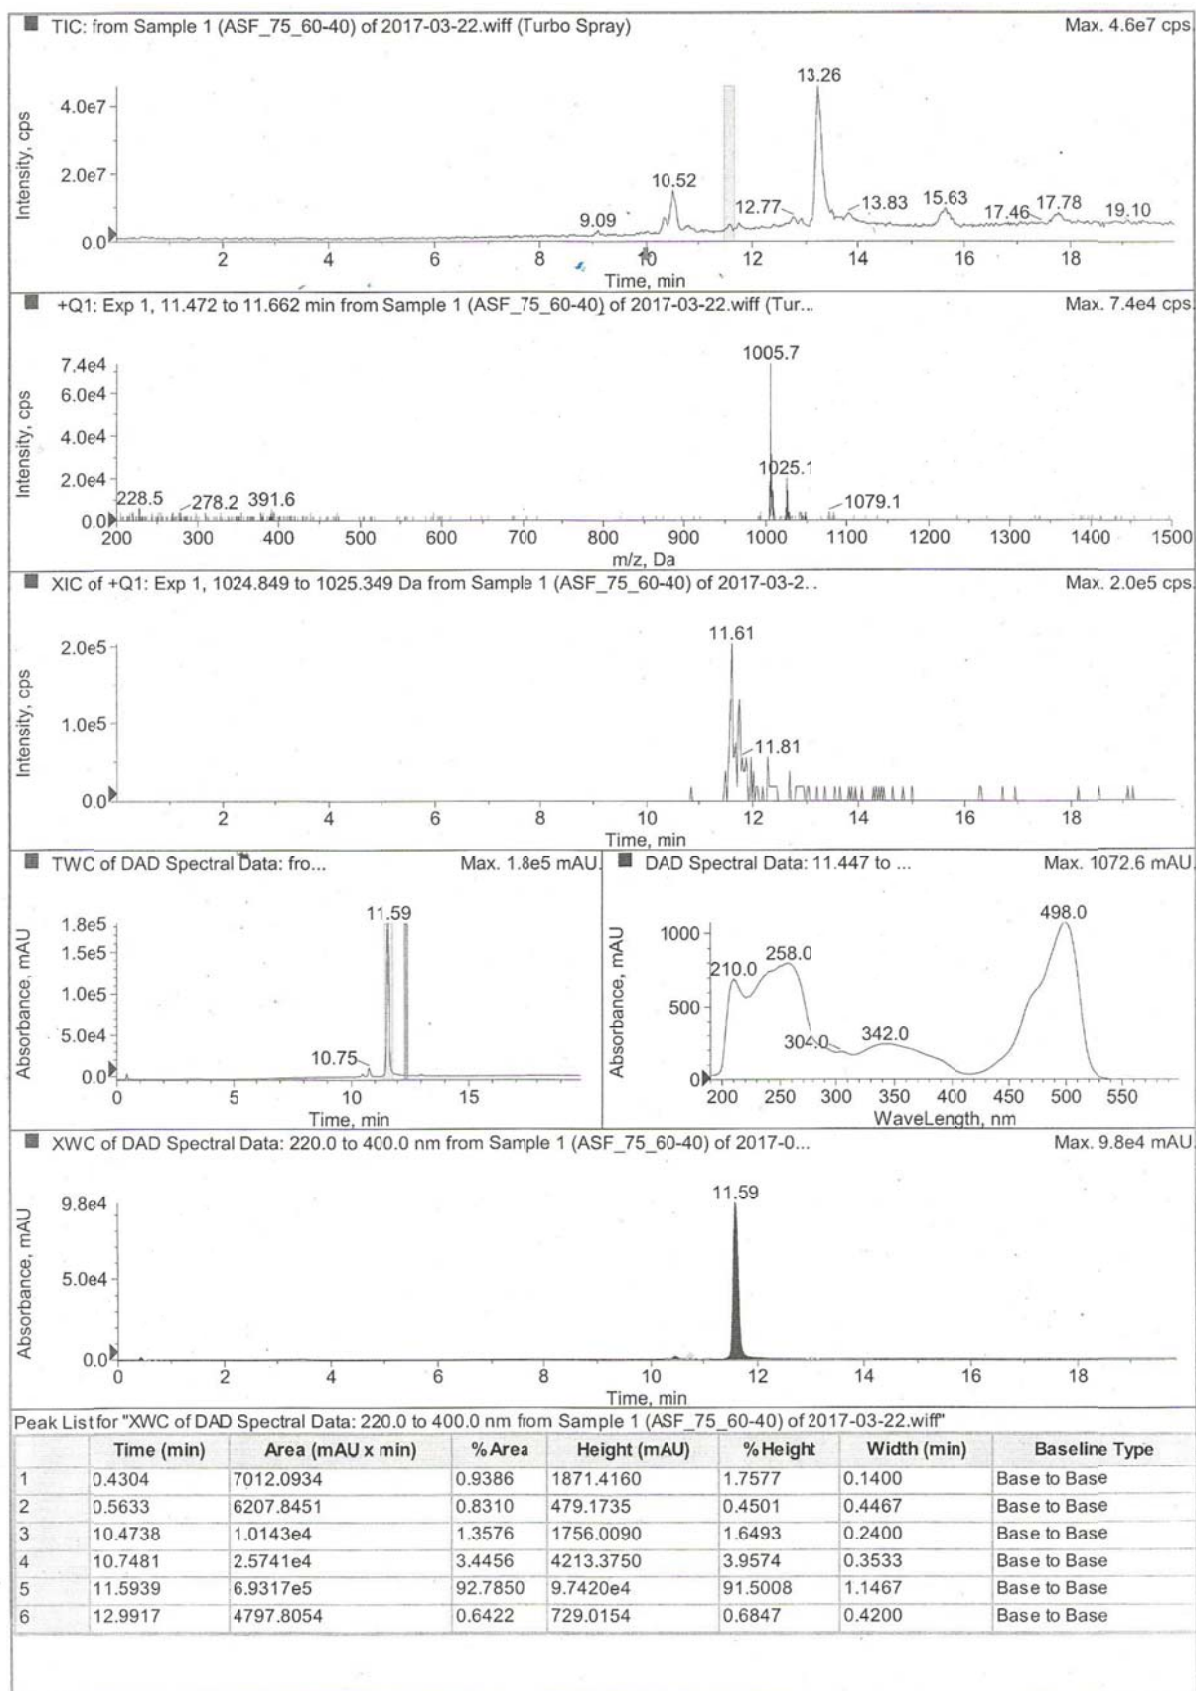 TIC: from Sample 1 (ASF_75_60-40) of 2017-03-22.wiff (Turbo Spray) Max. 4.6e7 cps.
Intensity, cps
4.0e7
2.0e7
0.0
9.09 10.52 12.77 13.26 13.83 15.63 17.46 17.78 19.10
2 4 6 8 10 12 14 16 18
Time, min
+Q1: Exp 1, 11.472 to 11.662 min from Sample 1 (ASF_75_60-40) of 2017-03-22.wiff (Tur... Max. 7.4e4 cps.
Intensity, cps
7.4e4
6.0e4
4.0e4
2.0e4
0.0
228.5 278.2 391.6 1005.7 1025.1 1079.1
200 300 400 500 600 700 800 900 1000 1100 1200 1300 1400 1500
m/z, Da
XIC of +Q1: Exp 1, 1024.849 to 1025.349 Da from Sample 1 (ASF_75_60-40) of 2017-03-2.. Max. 2.0e5 cps.
Intensity, cps
2.0e5
1.0e5
0.0
11.61 11.81
2 4 6 8 10 12 14 16 18
Time, min
TWC of DAD Spectral Data: fro... Max. 1.8e5 mAU.
Absorbance, mAU
1.8e5
1.5e5
1.0e5
5.0e4
0.0
10.75 11.59
0 5 10 15
Time, min
DAD Spectral Data: 11.447 to ... Max. 1072.6 mAU.
Absorbance, mAU
1000
500
0
210.0 258.0 304.0 342.0 498.0
200 250 300 350 400 450 500 550
WaveLength, nm
XWC of DAD Spectral Data: 220.0 to 400.0 nm from Sample 1 (ASF_75_60-40) of 2017-0... Max. 9.8e4 mAU.
Absorbance, mAU
9.8e4
5.0e4
0.0
11.59
0 2 4 6 8 10 12 14 16 18
Time, min
Peak List for "XWC of DAD Spectral Data: 220.0 to 400.0 nm from Sample 1 (ASF_75_60-40) of 2017-03-22.wiff"
Time (min) Area (mAU x min) %Area Height (mAU) %Height Width (min) Baseline Type
1 0.4304 7012.0934 0.9386 1871.4160 1.7577 0.1400 Base to Base
2 0.5633 6207.8451 0.8310 479.1735 0.4501 0.4467 Base to Base
3 10.4738 1.0143e4 1.3576 1756.0090 1.6493 0.2400 Base to Base
4 10.7481 2.5741e4 3.4456 4213.3750 3.9574 0.3533 Base to Base
5 11.5939 6.9317e5 92.7850 9.7420e4 91.5008 1.1467 Base to Base
6 12.9917 4797.8054 0.6422 729.0154 0.6847 0.4200 Base to Base